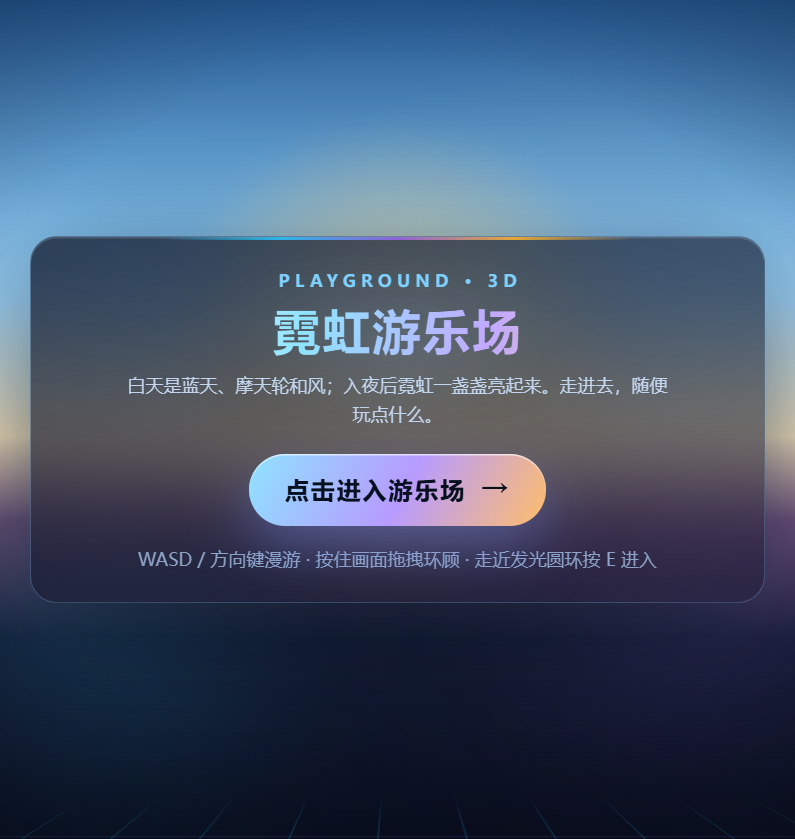 PLAYGROUND • 3D
霓虹游乐场
白天是蓝天、摩天轮和风；入夜后霓虹一盏盏亮起来。走进去，随便
玩点什么。
点击进入游乐场 →
WASD / 方向键漫游 · 按住画面拖拽环顾 · 走近发光圆环按 E 进入